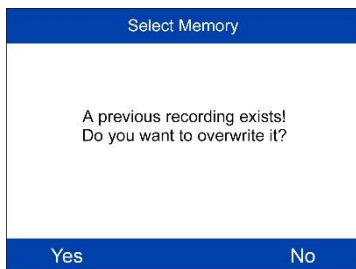 Select Memory
A previous recording exists!
Do you want to overwrite it?
Yes No